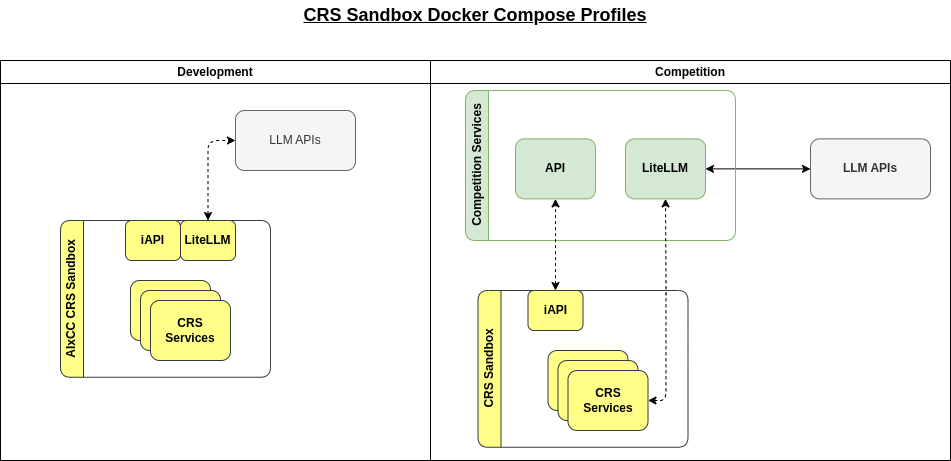 CRS Sandbox Docker Compose Profiles
Development
Competition
LLM APIs
AIxCC CRS Sandbox
iAPI
LiteLLM
CRS
Services
Competition Services
API
LiteLLM
LLM APIs
CRS Sandbox
iAPI
CRS
Services